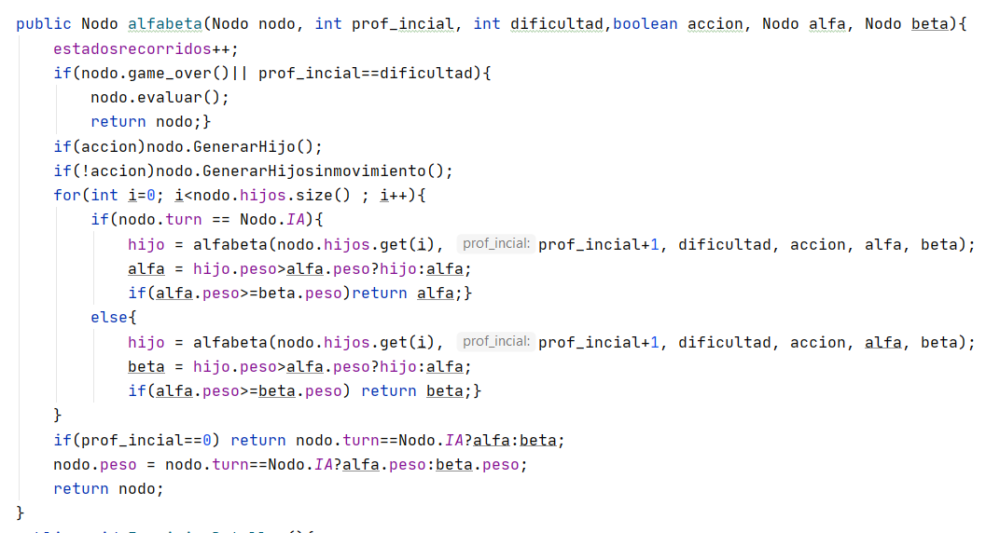 public Nodo alfabeta(Nodo nodo, int prof_incial, int dificultad,boolean accion, Nodo alfa, Nodo beta){
estadosrecorridos++;
if(nodo.game_over()|| prof_incial==dificultad){
nodo.evaluar();
return nodo;}
if(accion)nodo.GenerarHijo();
if(!accion)nodo.GenerarHijosinmovimiento();
for(int i=0; i<nodo.hijos.size() ; i++){
if(nodo.turn == Nodo.IA){
hijo = alfabeta(nodo.hijos.get(i), prof_incial: prof_incial+1, dificultad, accion, alfa, beta);
alfa = hijo.peso>alfa.peso?hijo:alfa;
if(alfa.peso>=beta.peso)return alfa;}
else{
hijo = alfabeta(nodo.hijos.get(i), prof_incial: prof_incial+1, dificultad, accion, alfa, beta);
beta = hijo.peso>alfa.peso?hijo:alfa;
if(alfa.peso>=beta.peso) return beta;}
}
if(prof_incial==0) return nodo.turn==Nodo.IA?alfa:beta;
nodo.peso = nodo.turn==Nodo.IA?alfa.peso:beta.peso;
return nodo;
}